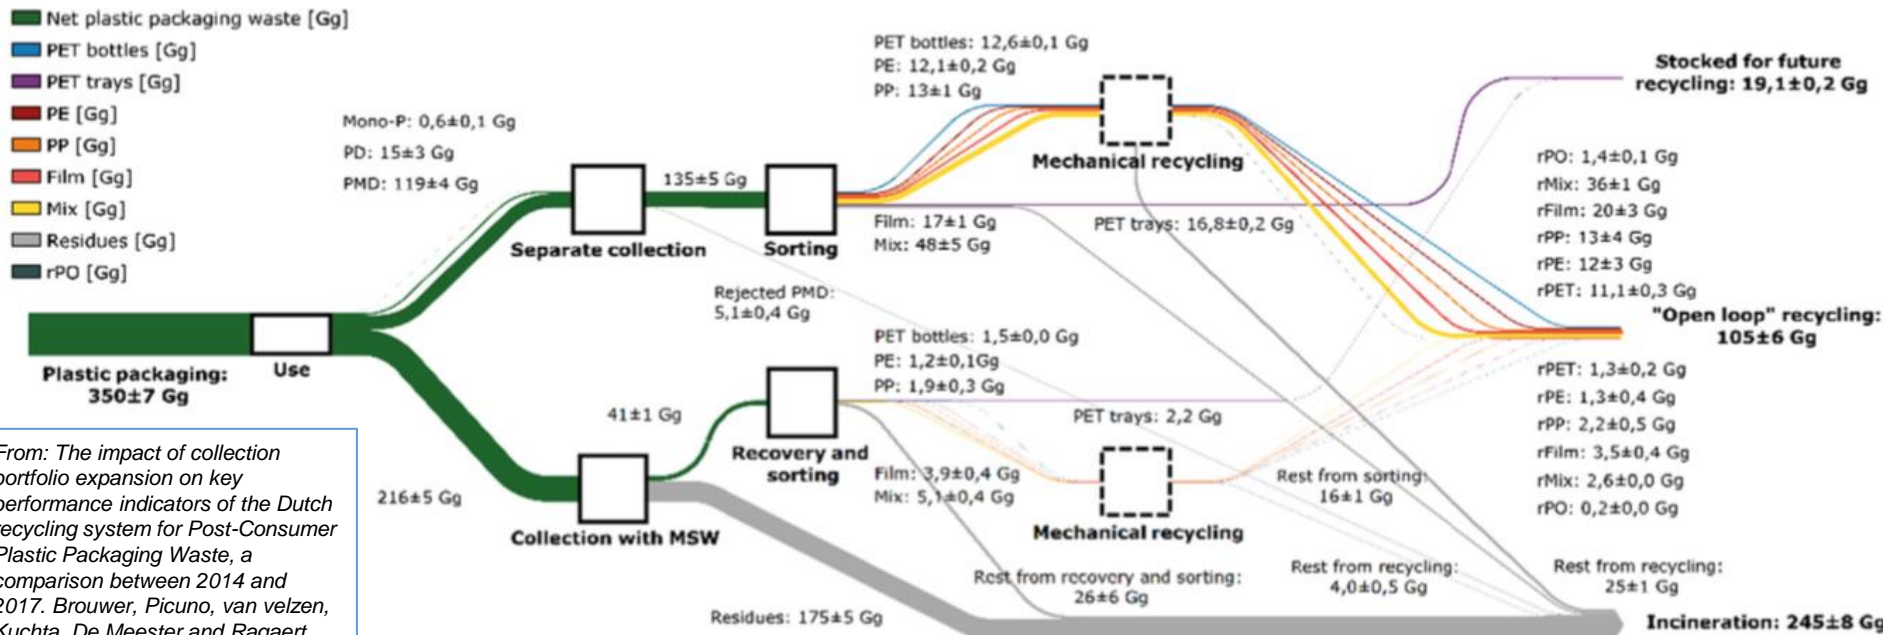 Net plastic packaging waste [Gg]
PET bottles [Gg]
PET trays [Gg]
PE [Gg]
PP [Gg]
Film [Gg]
Mix [Gg]
Residues [Gg]
rPO [Gg]
Plastic packaging:
350±7 Gg
Use
Mono-P: 0,6±0,1 Gg
PD: 15±3 Gg
PMD: 119±4 Gg
Separate collection
135±5 Gg
Sorting
PET bottles: 12,6±0,1 Gg
PE: 12,1±0,2 Gg
PP: 13±1 Gg
Film: 17±1 Gg
Mix: 48±5 Gg
Mechanical recycling
PET trays: 16,8±0,2 Gg
Stocked for future
recycling: 19,1±0,2 Gg
rPO: 1,4±0,1 Gg
rMix: 36±1 Gg
rFilm: 20±3 Gg
rPP: 13±4 Gg
rPE: 12±3 Gg
rPET: 11,1±0,3 Gg
"Open loop" recycling:
105±6 Gg
rPET: 1,3±0,2 Gg
rPE: 1,3±0,4 Gg
rPP: 2,2±0,5 Gg
rFilm: 3,5±0,4 Gg
rMix: 2,6±0,0 Gg
rPO: 0,2±0,0 Gg
Rejected PMD:
5,1±0,4 Gg
216±5 Gg
Collection with MSW
41±1 Gg
Recovery and
sorting
PET bottles: 1,5±0,0 Gg
PE: 1,2±0,1Gg
PP: 1,9±0,3 Gg
PET trays: 2,2 Gg
Film: 3,9±0,4 Gg
Mix: 5,1±0,4 Gg
Mechanical recycling
Rest from sorting:
16±1 Gg
Rest from recovery and sorting:
26±6 Gg
Rest from recycling:
4,0±0,5 Gg
Rest from recycling:
25±1 Gg
Residues: 175±5 Gg
Incineration: 245±8 Gg
From: The impact of collection
portfolio expansion on key
performance indicators of the Dutch
recycling system for Post-Consumer
Plastic Packaging Waste, a
comparison between 2014 and
2017. Brouwer, Picuno, van velzen,
Kuchta, De Meester and Ragaert